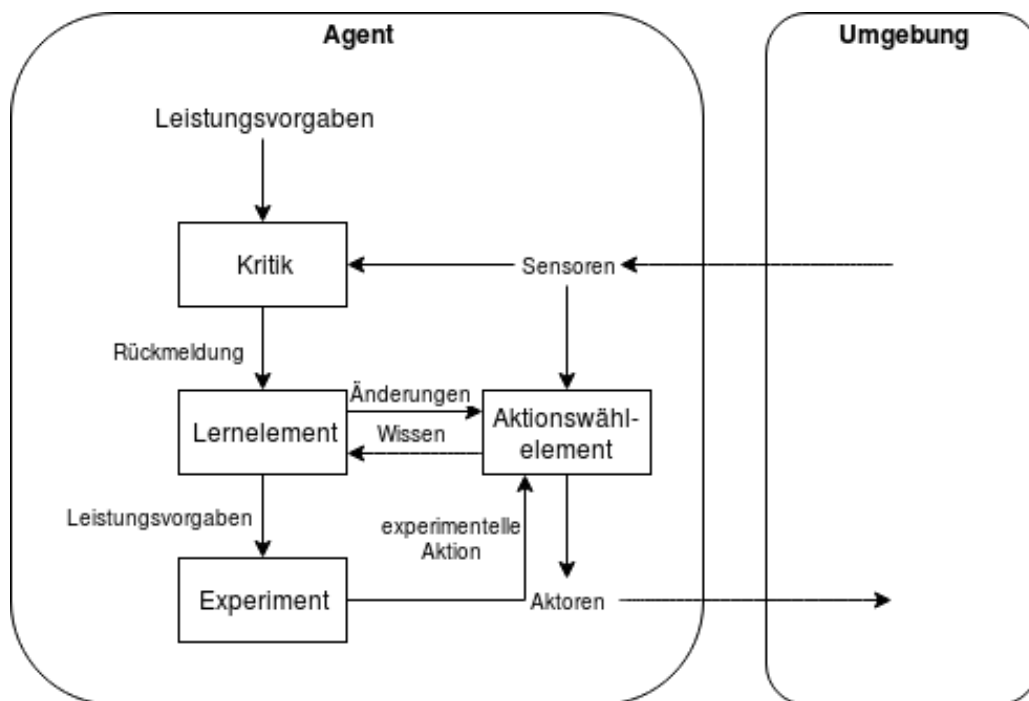 Agent
Umgebung
Leistungsvorgaben
Kritik
Sensoren
Rückmeldung
Änderungen
Lernelement
Wissen
Aktionswähl-
element
Leistungsvorgaben
experimentelle
Aktion
Experiment
Aktoren